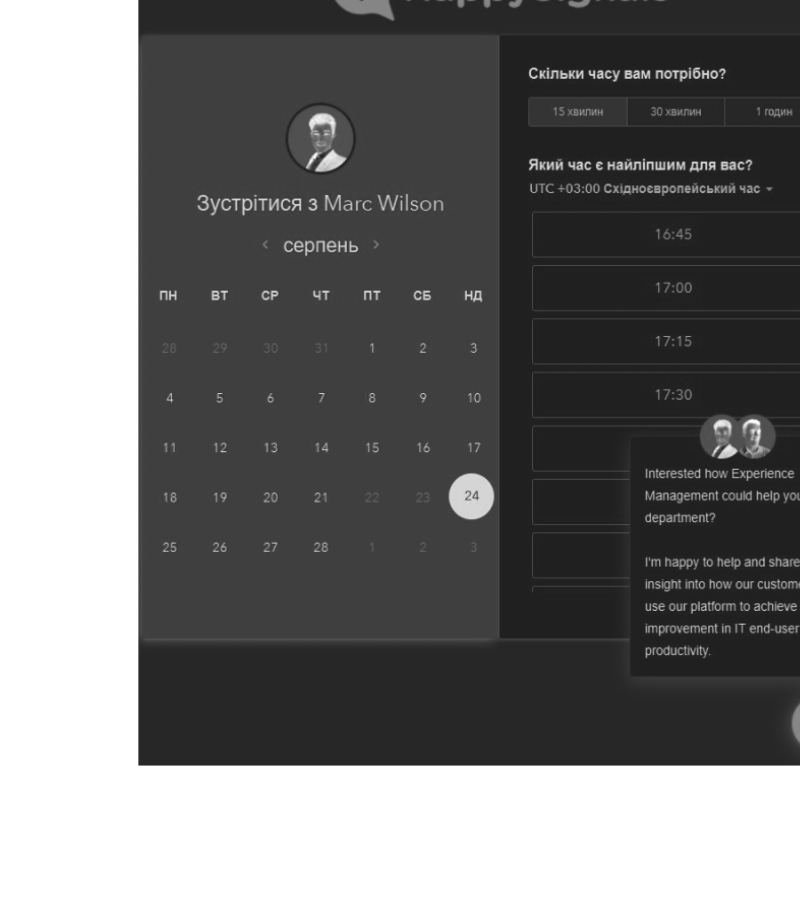 HappySignals
Скільки часу вам потрібно?
15 хвилин 30 хвилин 1 годин
Який час є найліпшим для вас?
UTC +03:00 Східноєвропейський час
Зустрітися з Marc Wilson
серпень
ПН ВТ СР ЧТ ПТ СБ НД
28 29 30 31 1 2 3
4 5 6 7 8 9 10
11 12 13 14 15 16 17
18 19 20 21 22 23 24
25 26 27 28 1 2 3
16:45
17:00
17:15
17:30
Interested how Experience
Management could help you
department?
I'm happy to help and share
insight into how our custome
use our platform to achieve
improvement in IT end-user
productivity.